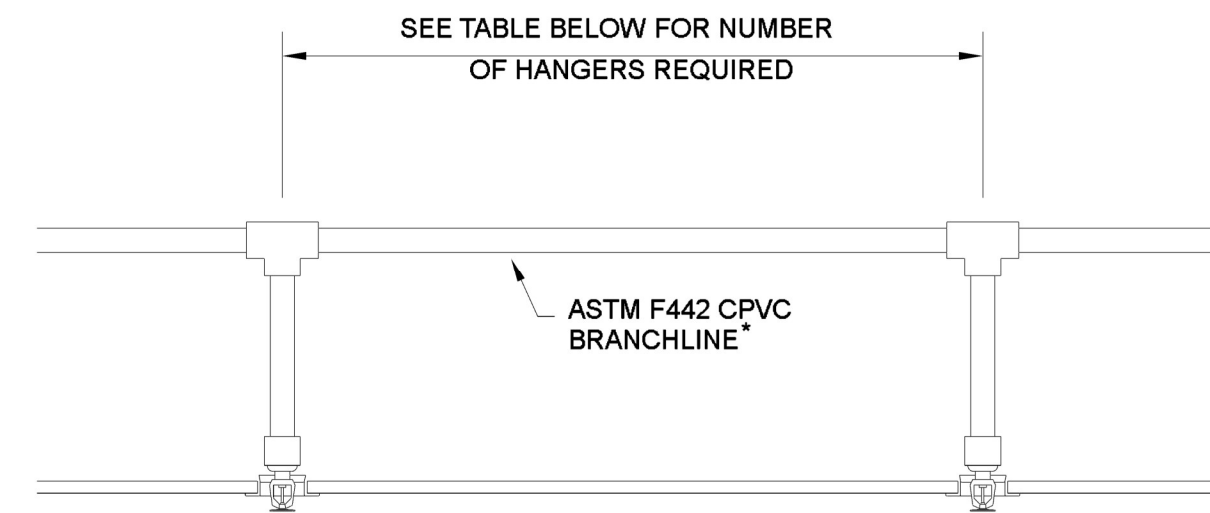 SEE TABLE BELOW FOR NUMBER
OF HANGERS REQUIRED
ASTM F442 CPVC
BRANCHLINE*